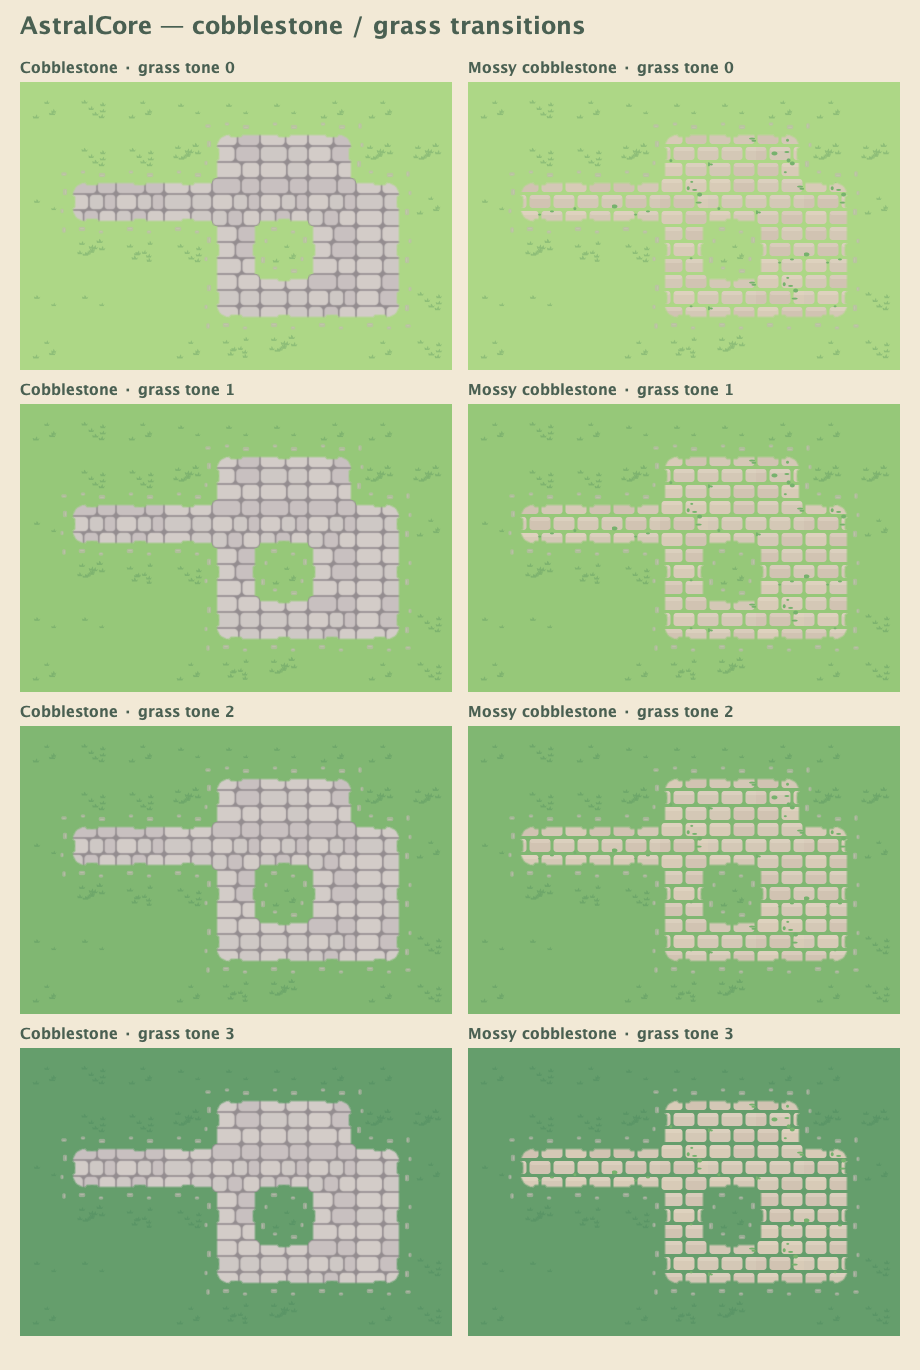 AstralCore — cobblestone / grass transitions
Cobblestone · grass tone 0
Mossy cobblestone · grass tone 0
Cobblestone · grass tone 1
Mossy cobblestone · grass tone 1
Cobblestone · grass tone 2
Mossy cobblestone · grass tone 2
Cobblestone · grass tone 3
Mossy cobblestone · grass tone 3